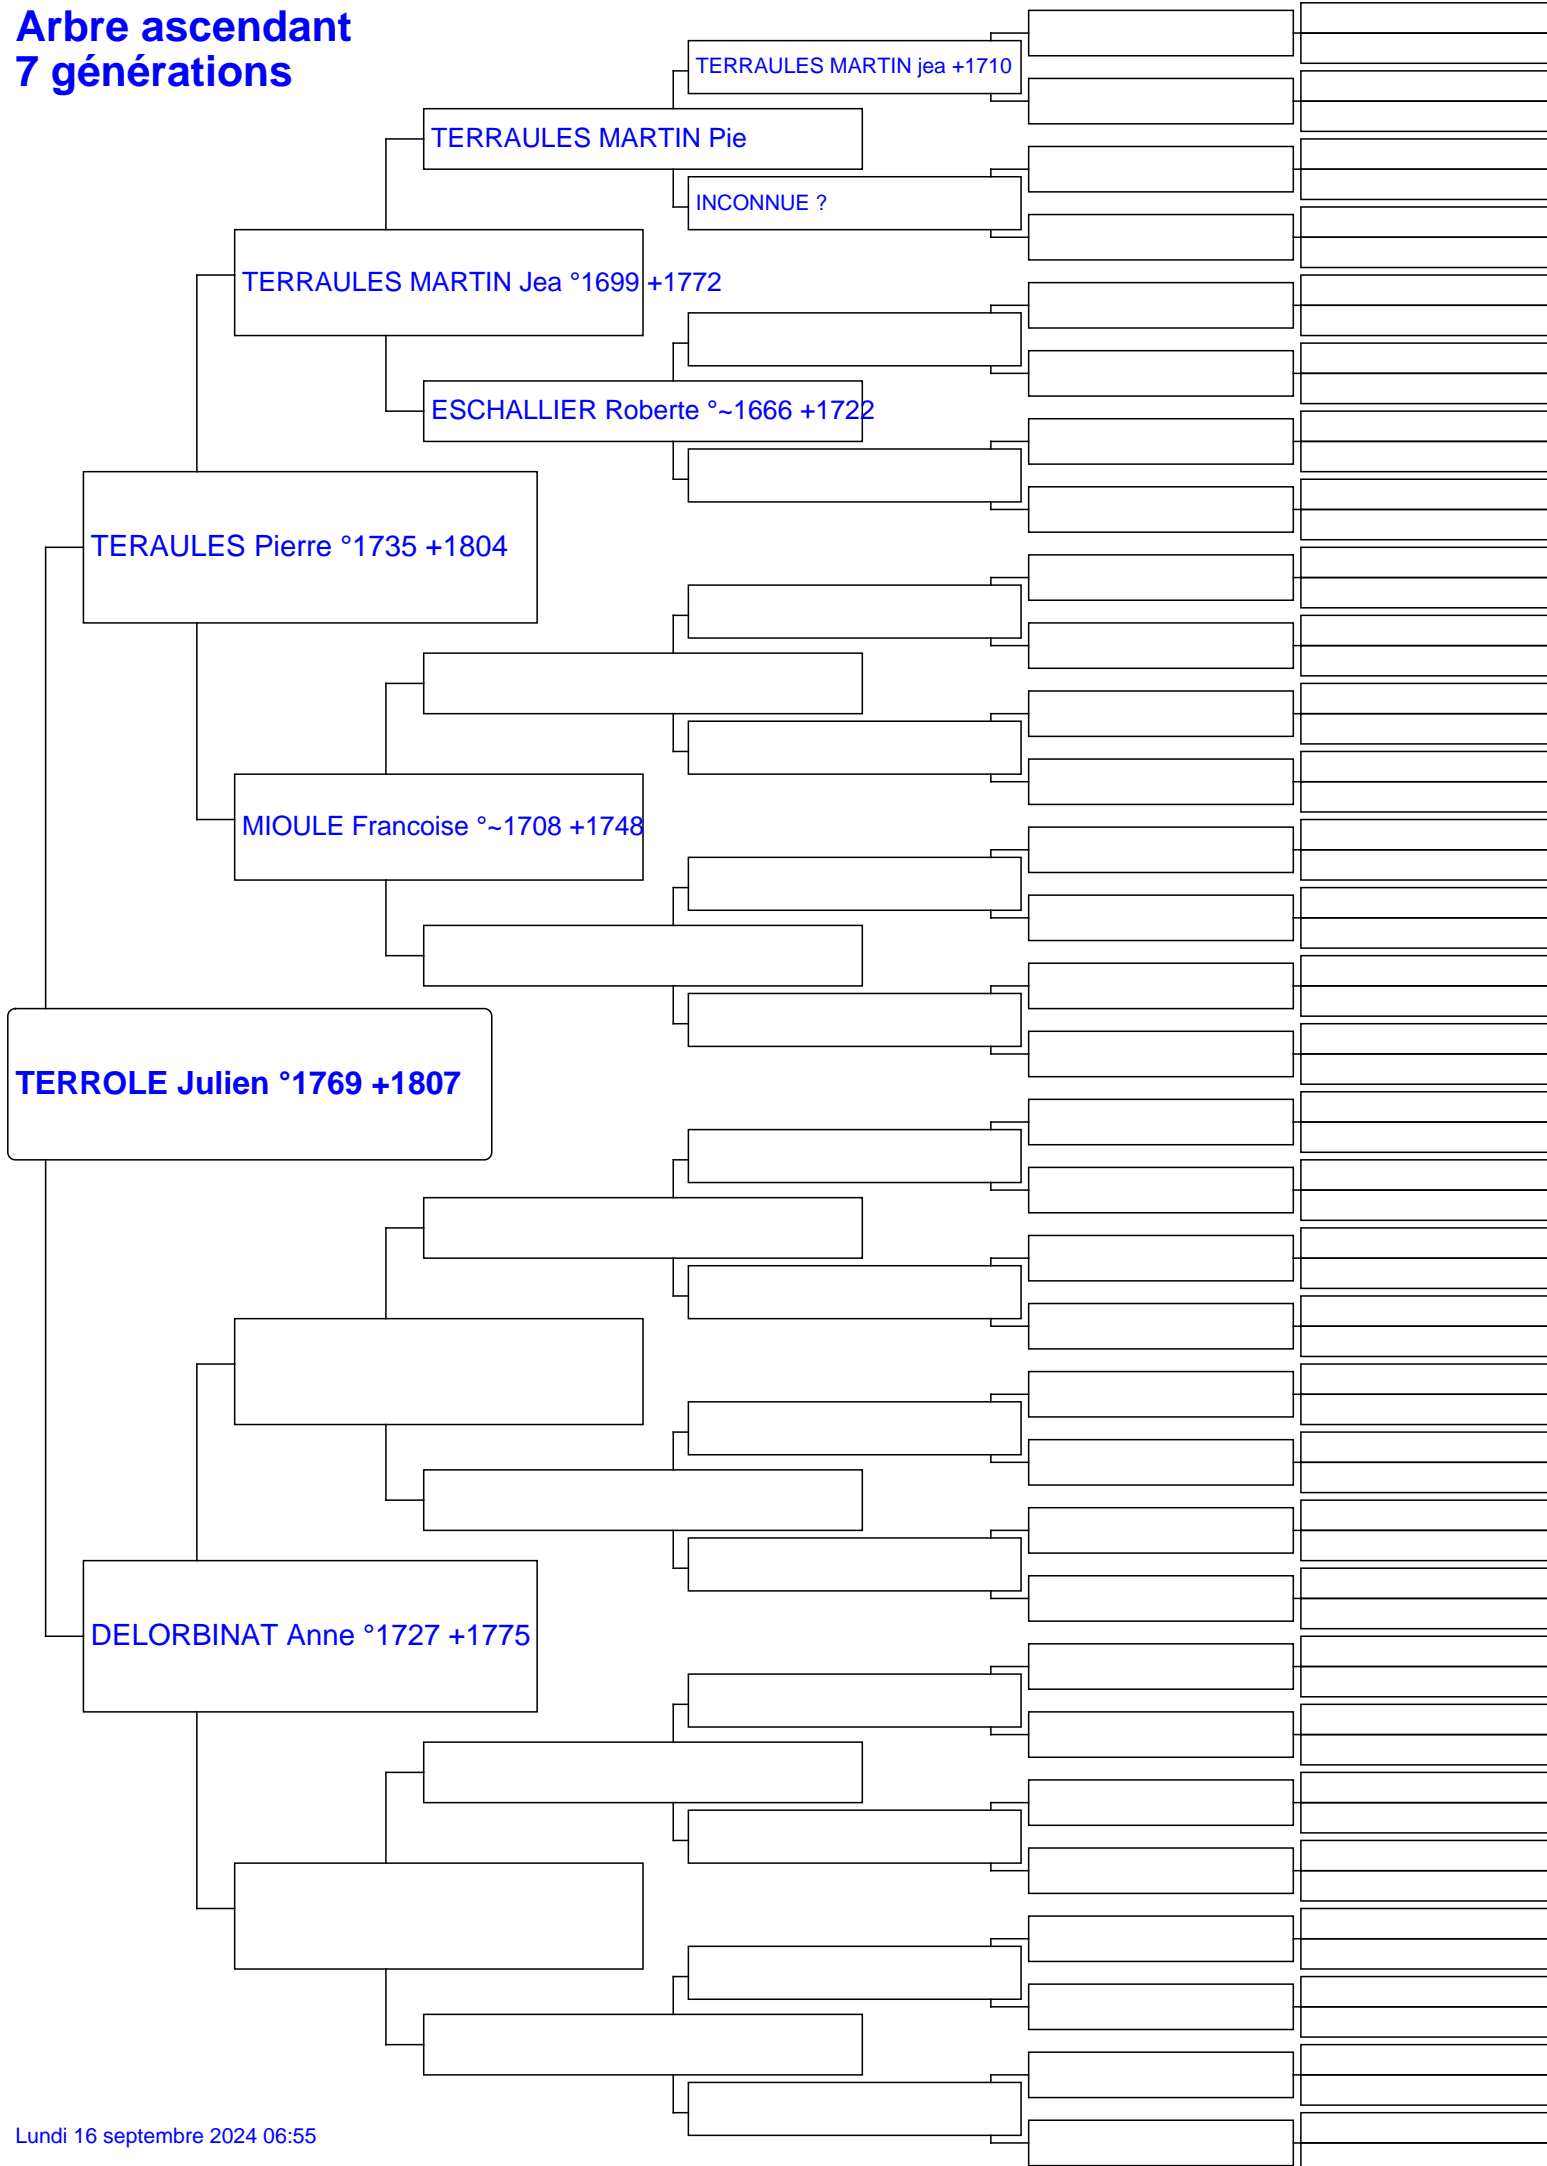 Arbre ascendant
7 générations
TERRAULES MARTIN jea +1710
TERRAULES MARTIN Pie
INCONNUE ?
TERRAULES MARTIN Jea °1699 +1772
ESCHALLIER Roberte °~1666 +1722
TERAULES Pierre °1735 +1804
MIOULE Francoise °~1708 +1748
TERROLE Julien °1769 +1807
DELORBINAT Anne °1727 +1775
Lundi 16 septembre 2024 06:55